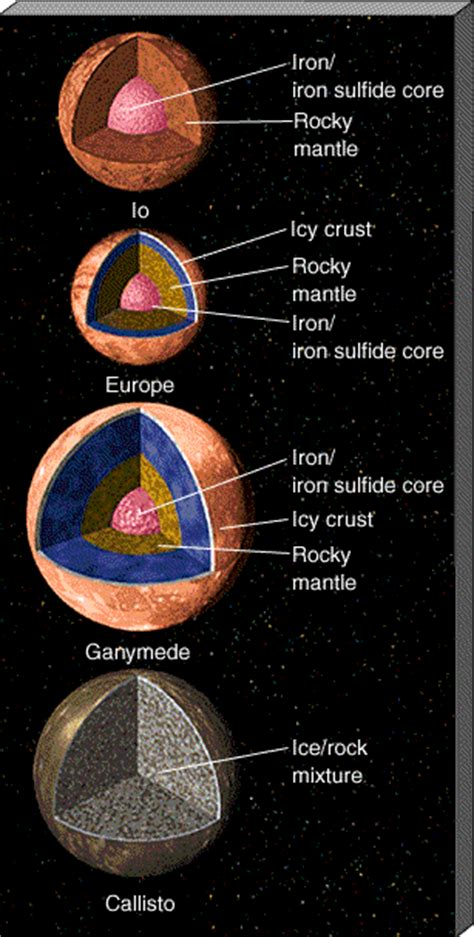 Iron/
iron sulfide core
Rocky
mantle
Io
Icy crust
Rocky
mantle
Iron/
iron sulfide core
Europe
Iron/
iron sulfide core
Icy crust
Rocky
mantle
Ganymede
Ice/rock
mixture
Callisto